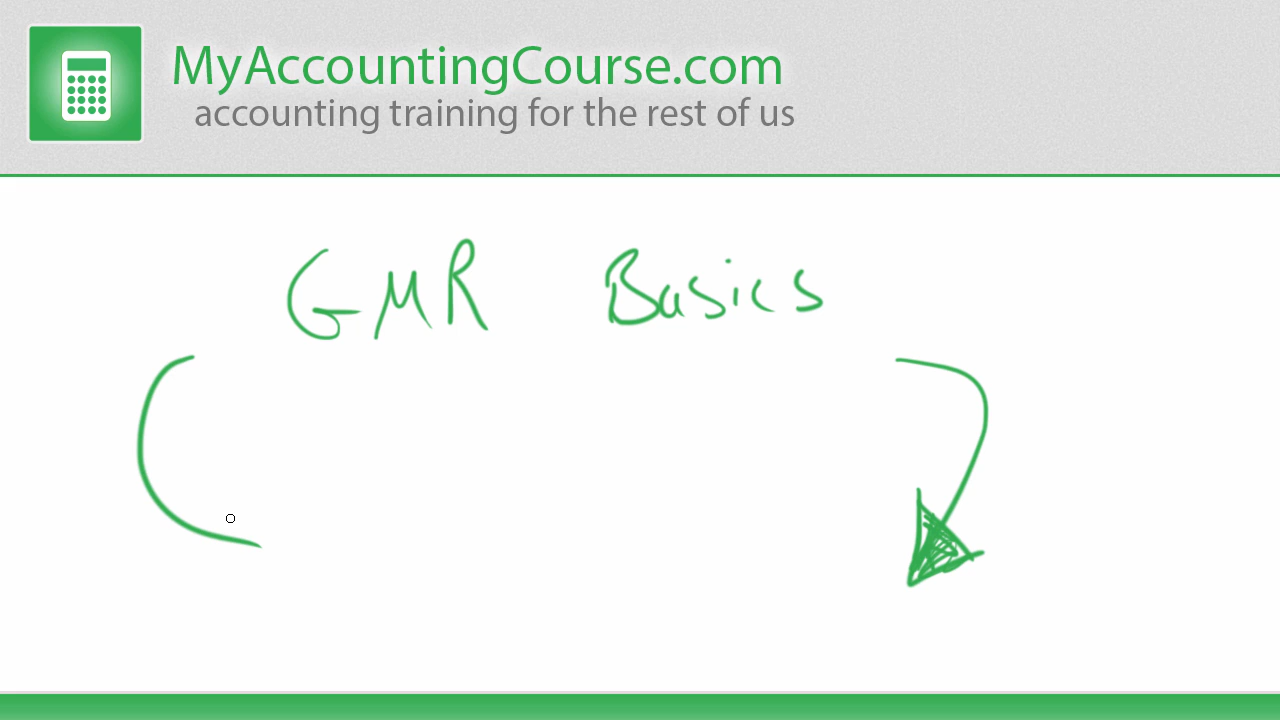 MyAccountingCourse.com
accounting training for the rest of us
GMR Basics